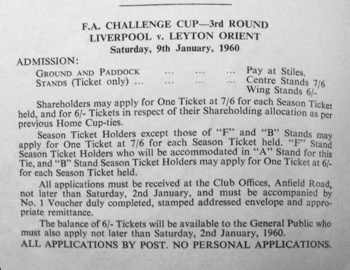 F.A. CHALLENGE CUP—3rd ROUND
LIVERPOOL v. LEYTON ORIENT
Saturday, 9th January, 1960
ADMISSION:
GROUND AND PADDOCK ... ... ... Pay at Stiles.
STANDS (Ticket only) ... ... ... Centre Stands 7/6
Wing Stands 6/-
Shareholders may apply for One Ticket at 7/6 for each Season Ticket
held, and for 6/- Tickets in respect of their Shareholding allocation as per
previous Home Cup-ties.
Season Ticket Holders except those of "F" and "B" Stands may
apply for One Ticket at 7/6 for each Season Ticket held. "F" Stand
Season Ticket Holders who will be accommodated in "A" Stand for this
Tie, and "B" Stand Season Ticket Holders may apply for One Ticket at 6/-
for each Season Ticket held.
All applications must be received at the Club Offices, Anfield Road,
not later than Saturday, 2nd January, and must be accompanied by
No. 1 Voucher duly completed, stamped addressed envelope and appro-
priate remittance.
The balance of 6/- Tickets will be available to the General Public who
must also apply not later than Saturday, 2nd January, 1960.
ALL APPLICATIONS BY POST. NO PERSONAL APPLICATIONS.